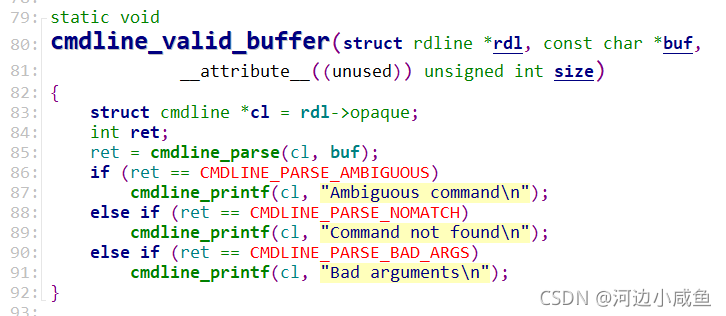 79: static void
80: cmdline_valid_buffer(struct rdline *rdl, const char *buf,
81:             __attribute__((unused)) unsigned int size)
82: {
83:     struct cmdline *cl = rdl->opaque;
84:     int ret;
85:     ret = cmdline_parse(cl, buf);
86:     if (ret == CMDLINE_PARSE_AMBIGUOUS)
87:         cmdline_printf(cl, "Ambiguous command\n");
88:     else if (ret == CMDLINE_PARSE_NOMATCH)
89:         cmdline_printf(cl, "Command not found\n");
90:     else if (ret == CMDLINE_PARSE_BAD_ARGS)
91:         cmdline_printf(cl, "Bad arguments\n");
92: }
93:
CSDN @河边小咸鱼